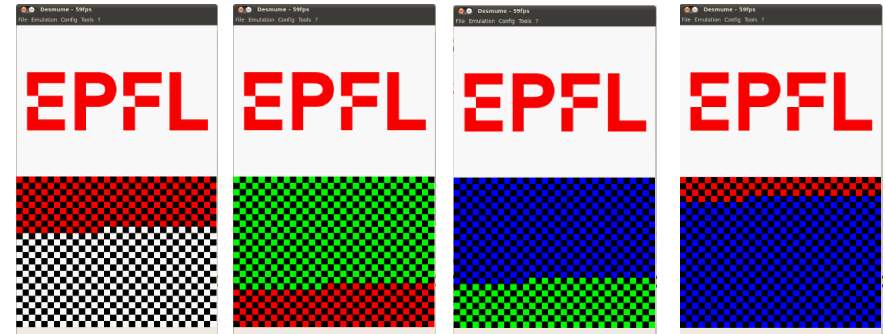 Desmume - 59fps
File Emulation Config Tools ?
EPFL
Desmume - 59fps
File Emulation Config Tools ?
EPFL
Desmume - 59fps
File Emulation Config Tools ?
EPFL
Desmume - 59fps
File Emulation Config Tools ?
EPFL